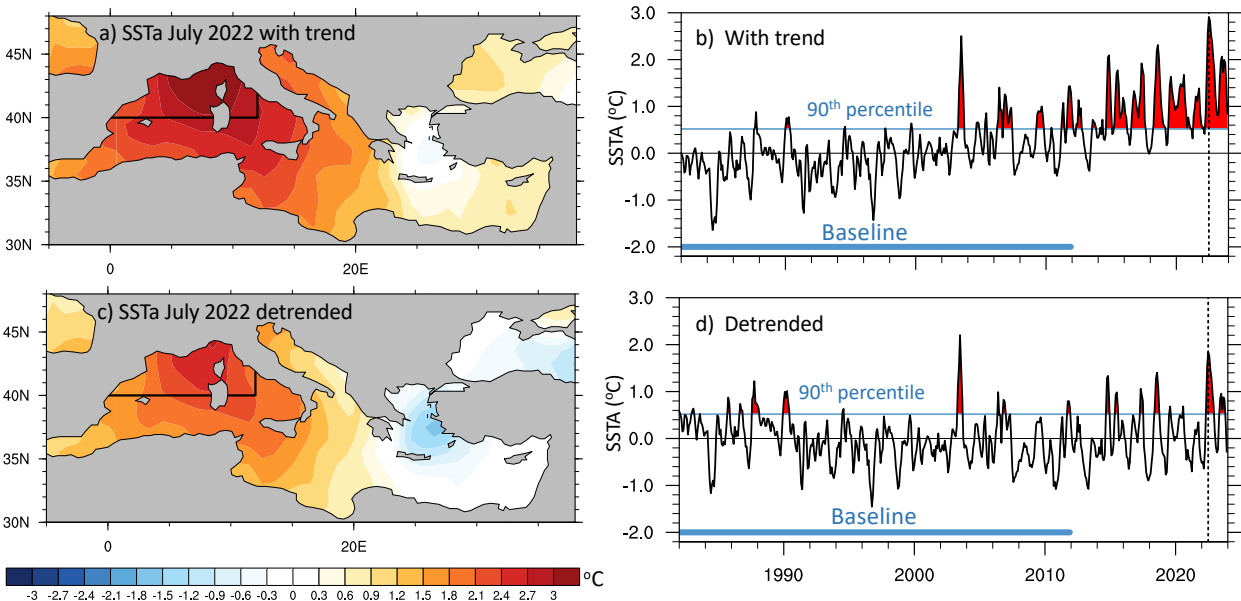 a) SSTa July 2022 with trend
45N
40N
35N
30N
0
20E
b) With trend
SSTA (°C)
3.0
2.0
1.0
0.0
-1.0
-2.0
90th percentile
Baseline
1990
2000
2010
2020
c) SSTa July 2022 detrended
45N
40N
35N
30N
0
20E
d) Detrended
SSTA (°C)
3.0
2.0
1.0
0.0
-1.0
-2.0
90th percentile
Baseline
1990
2000
2010
2020
-3 -2.7 -2.4 -2.1 -1.8 -1.5 -1.2 -0.9 -0.6 -0.3 0 0.3 0.6 0.9 1.2 1.5 1.8 2.1 2.4 2.7 3
°C